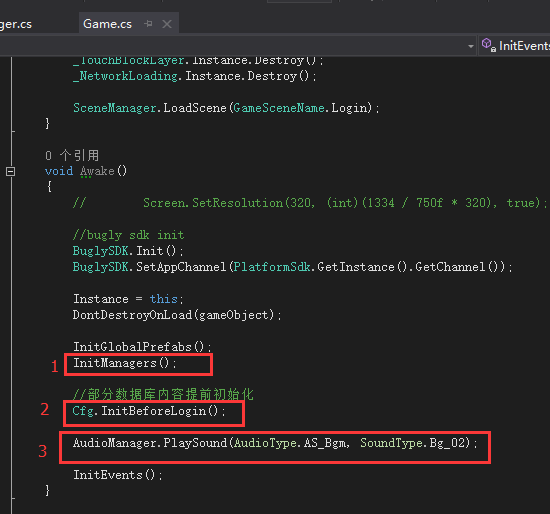 ger.cs
Game.cs
InitEvents
_TouchBlockLayer.Instance.Destroy();
_NetworkLoading.Instance.Destroy();
SceneManager.LoadScene(GameSceneName.Login);
}
0 个引用
void Awake()
{
// Screen.SetResolution(320, (int)(1334 / 750f * 320), true);
//bugly sdk init
BuglySDK.Init();
BuglySDK.SetAppChannel(PlatformSdk.GetInstance().GetChannel());
Instance = this;
DontDestroyOnLoad(gameObject);
InitGlobalPrefabs();
1 InitManagers();
//部分数据库内容提前初始化
2 Cfg.InitBeforeLogin();
3 AudioManager.PlaySound(AudioType.AS_Bgm, SoundType.Bg_02);
InitEvents();
}